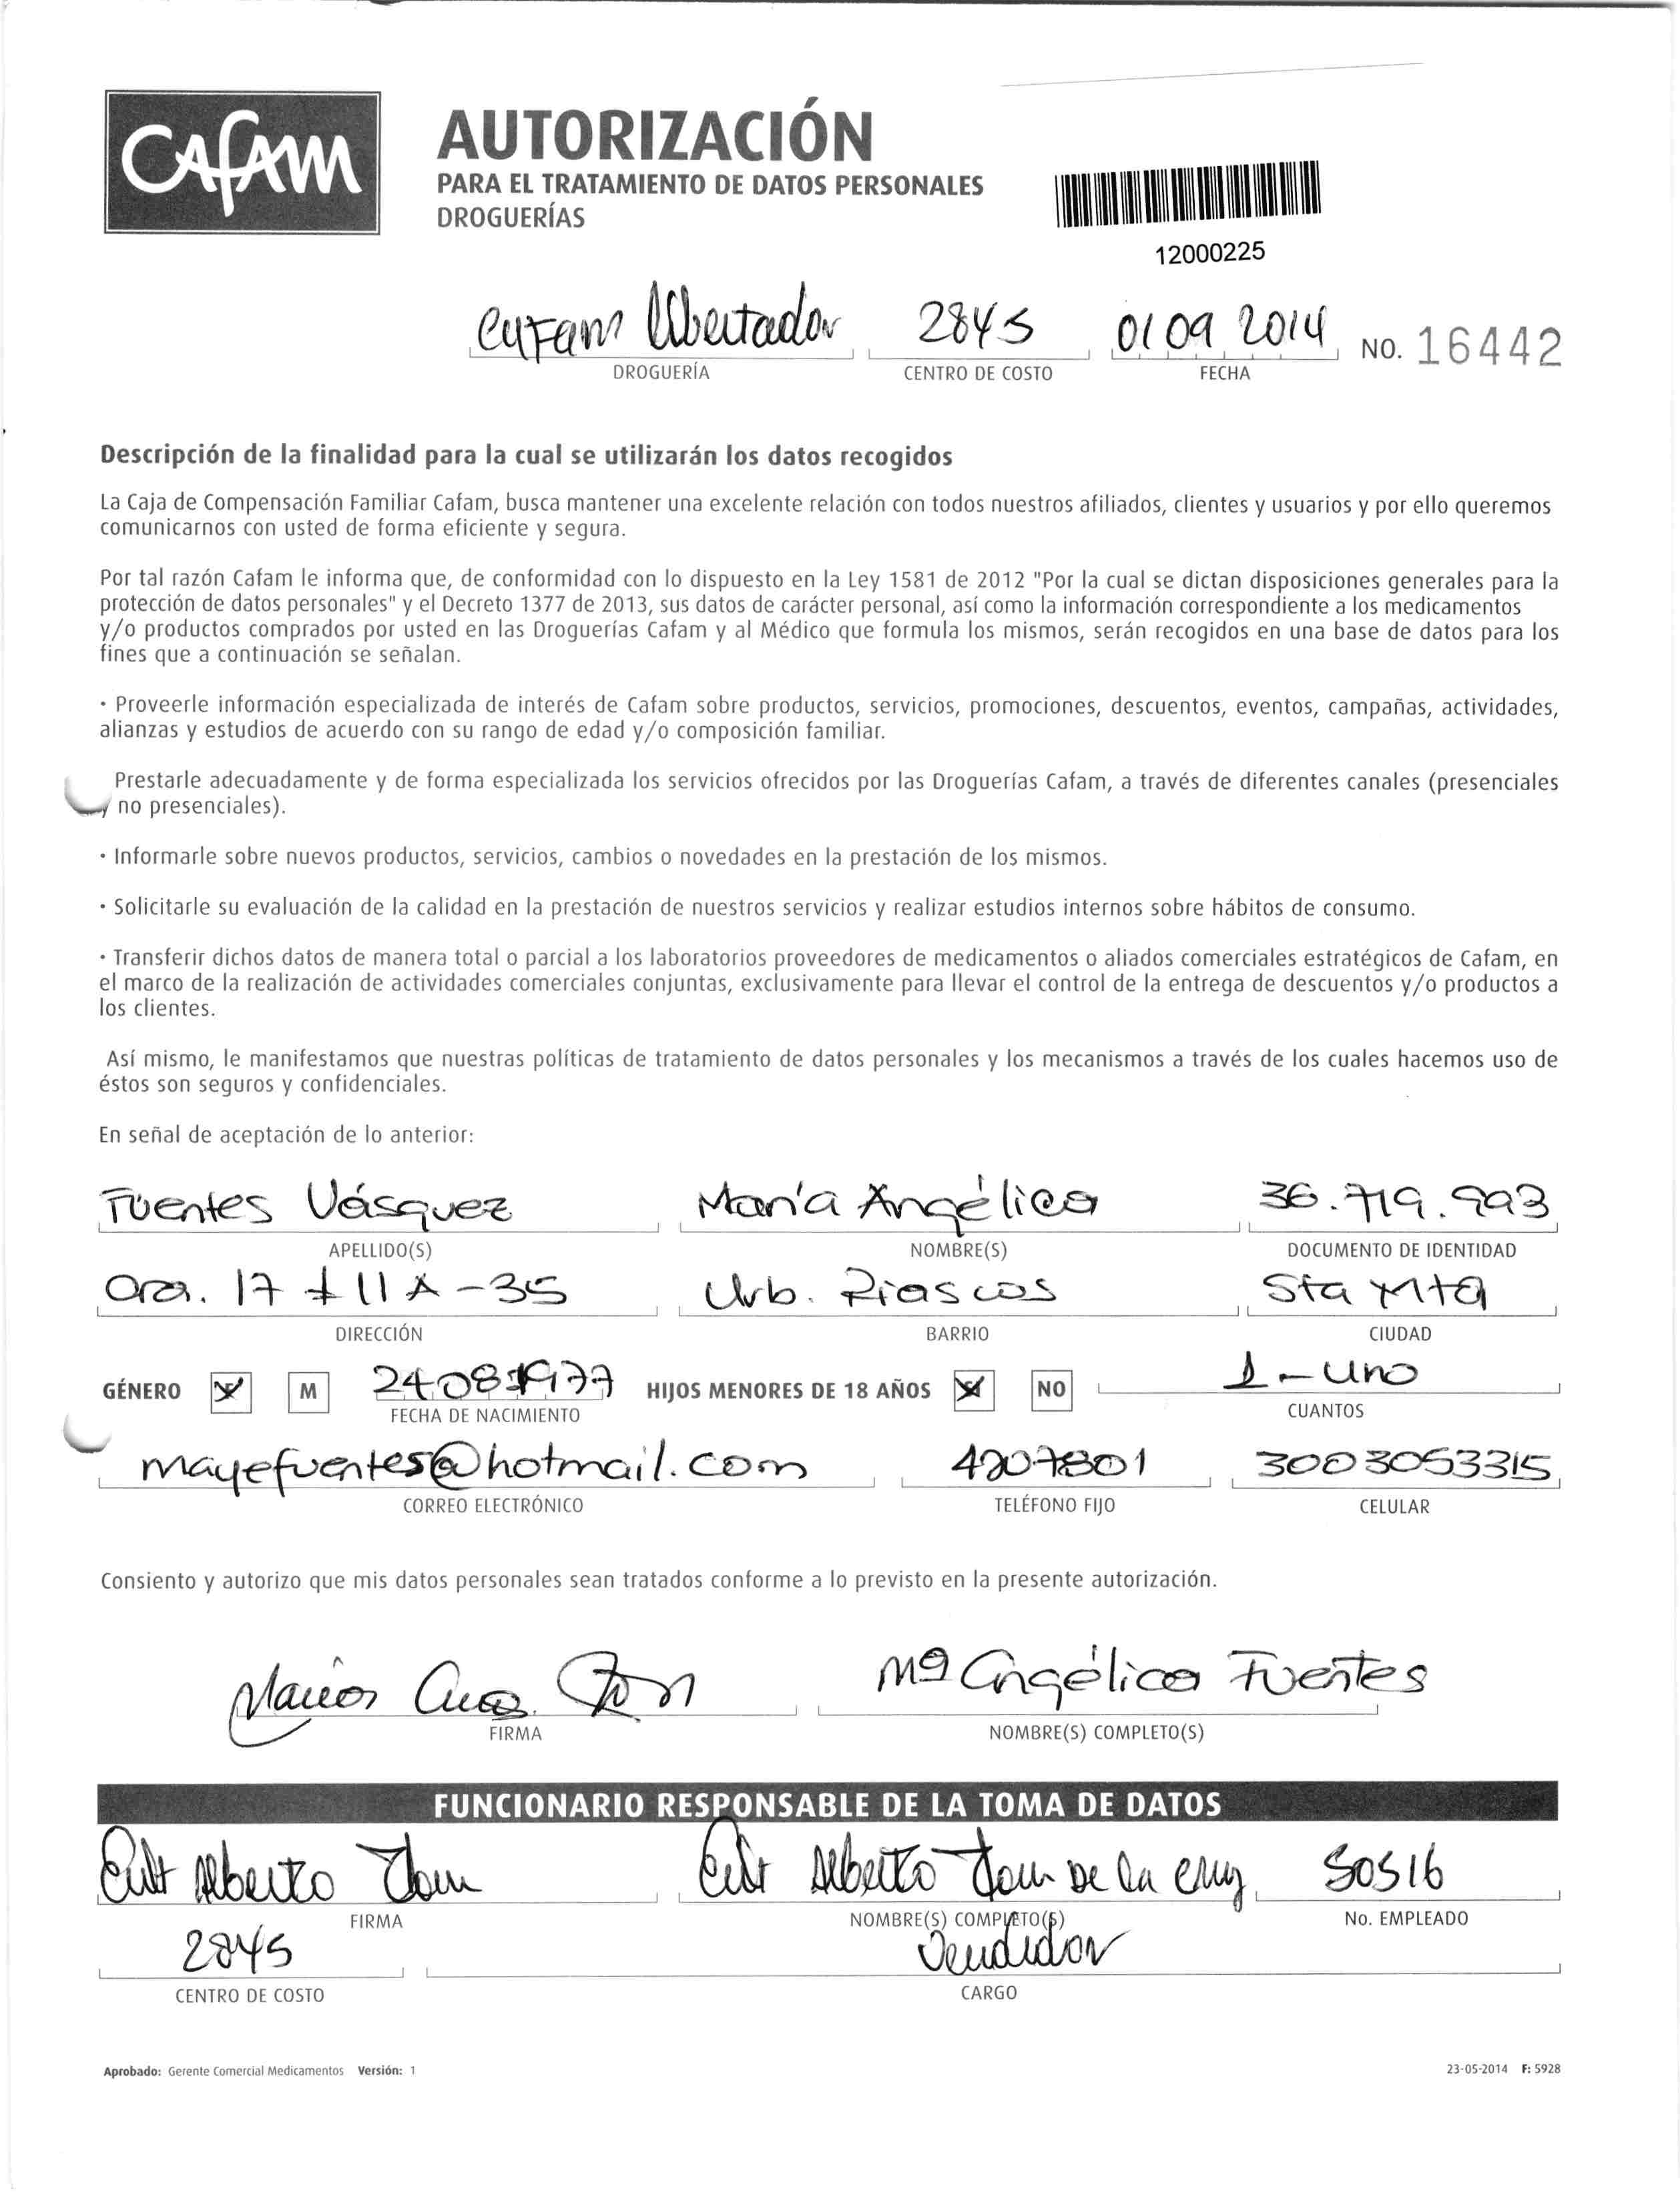 CAFAM
AUTORIZACIÓN
PARA EL TRATAMIENTO DE DATOS PERSONALES
DROGUERÍAS
12000225
Cafam Libertador 2845 01 09 2014 NO. 16442
DROGUERÍA CENTRO DE COSTO FECHA
Descripción de la finalidad para la cual se utilizarán los datos recogidos
La Caja de Compensación Familiar Cafam, busca mantener una excelente relación con todos nuestros afiliados, clientes y usuarios y por ello queremos
comunicarnos con usted de forma eficiente y segura.
Por tal razón Cafam le informa que, de conformidad con lo dispuesto en la Ley 1581 de 2012 "Por la cual se dictan disposiciones generales para la
protección de datos personales" y el Decreto 1377 de 2013, sus datos de carácter personal, así como la información correspondiente a los medicamentos
y/o productos comprados por usted en las Droguerías Cafam y al Médico que formula los mismos, serán recogidos en una base de datos para los
fines que a continuación se señalan.
· Proveerle información especializada de interés de Cafam sobre productos, servicios, promociones, descuentos, eventos, campañas, actividades,
alianzas y estudios de acuerdo con su rango de edad y/o composición familiar.
Prestarle adecuadamente y de forma especializada los servicios ofrecidos por las Droguerías Cafam, a través de diferentes canales (presenciales
y no presenciales).
· Informarle sobre nuevos productos, servicios, cambios o novedades en la prestación de los mismos.
· Solicitarle su evaluación de la calidad en la prestación de nuestros servicios y realizar estudios internos sobre hábitos de consumo.
· Transferir dichos datos de manera total o parcial a los laboratorios proveedores de medicamentos o aliados comerciales estratégicos de Cafam, en
el marco de la realización de actividades comerciales conjuntas, exclusivamente para llevar el control de la entrega de descuentos y/o productos a
los clientes.
Así mismo, le manifestamos que nuestras políticas de tratamiento de datos personales y los mecanismos a través de los cuales hacemos uso de
éstos son seguros y confidenciales.
En señal de aceptación de lo anterior:
Fuentes Vásquez María Angélica 36.719.993
APELLIDO(S) NOMBRE(S) DOCUMENTO DE IDENTIDAD
Cra. 17 # 11 A - 35 Urb. Riascos Sta Mta
DIRECCIÓN BARRIO CIUDAD
GÉNERO F M 24081977 HIJOS MENORES DE 18 AÑOS SI NO 1 - uno
FECHA DE NACIMIENTO CUANTOS
mayefuentes@hotmail.com 4207801 3003053315
CORREO ELECTRÓNICO TELÉFONO FIJO CELULAR
Consiento y autorizo que mis datos personales sean tratados conforme a lo previsto en la presente autorización.
Mª Angélica Fuentes
FIRMA NOMBRE(S) COMPLETO(S)
FUNCIONARIO RESPONSABLE DE LA TOMA DE DATOS
Alberto Alberto De La Cruz 50516
FIRMA NOMBRE(S) COMPLETO(S) No. EMPLEADO
2845 Vendedor
CENTRO DE COSTO CARGO
Aprobado: Gerente Comercial Medicamentos Versión: 1 23-05-2014 F: 5928